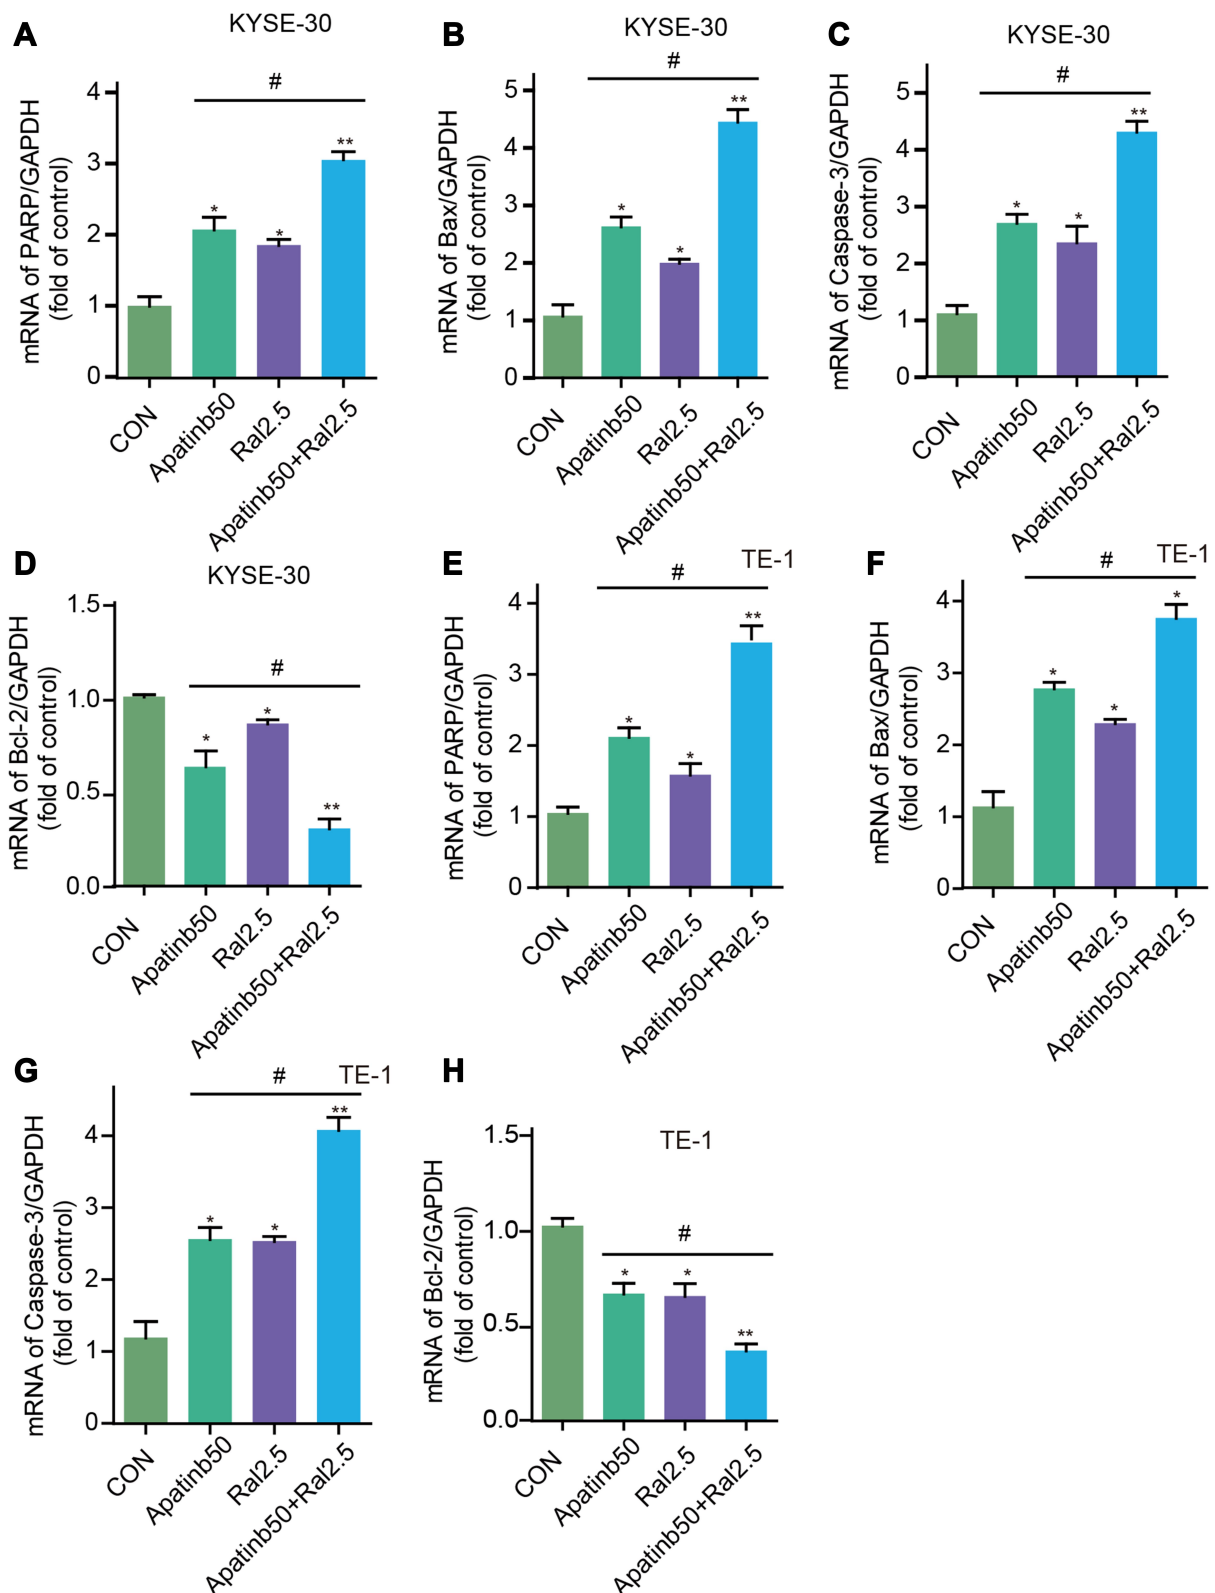 A
KYSE-30
#
mRNA of PARP/GAPDH
(fold of control)
4
3
2
1
0
*
*
**
CON
Apatinb50
Ral2.5
Apatinb50+Ral2.5
B
KYSE-30
#
mRNA of Bax/GAPDH
(fold of control)
5
4
3
2
1
0
*
*
**
CON
Apatinb50
Ral2.5
Apatinb50+Ral2.5
C
KYSE-30
#
mRNA of Caspase-3/GAPDH
(fold of control)
5
4
3
2
1
0
*
*
**
CON
Apatinb50
Ral2.5
Apatinb50+Ral2.5
D
KYSE-30
#
mRNA of Bcl-2/GAPDH
(fold of control)
1.5
1.0
0.5
0.0
*
*
**
CON
Apatinb50
Ral2.5
Apatinb50+Ral2.5
E
TE-1
#
mRNA of PARP/GAPDH
(fold of control)
4
3
2
1
0
*
*
**
CON
Apatinb50
Ral2.5
Apatinb50+Ral2.5
F
TE-1
#
mRNA of Bax/GAPDH
(fold of control)
4
3
2
1
0
*
*
*
CON
Apatinb50
Ral2.5
Apatinb50+Ral2.5
G
TE-1
#
mRNA of Caspase-3/GAPDH
(fold of control)
4
3
2
1
0
*
*
**
CON
Apatinb50
Ral2.5
Apatinb50+Ral2.5
H
TE-1
#
mRNA of Bcl-2/GAPDH
(fold of control)
1.5
1.0
0.5
0.0
*
*
**
CON
Apatinb50
Ral2.5
Apatinb50+Ral2.5